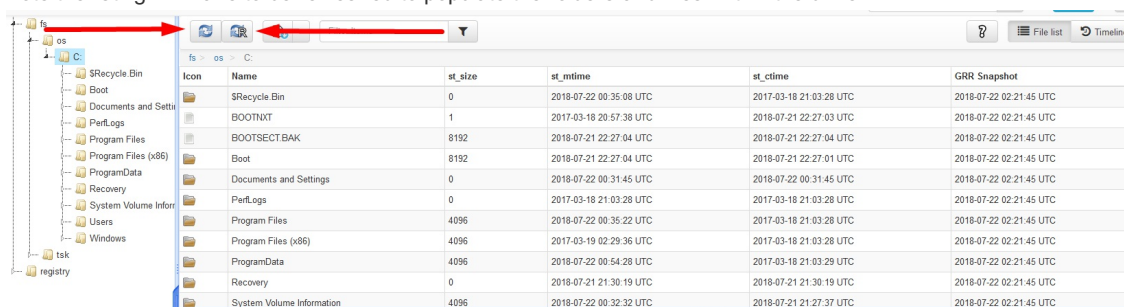 fs
os
C:
$Recycle.Bin
Boot
Documents and Setti
PerfLogs
Program Files
Program Files (x86)
ProgramData
Recovery
System Volume Inform
Users
Windows
tsk
registry
R
? File list Timeline
fs > os > C:
Icon Name st_size st_mtime st_ctime GRR Snapshot
$Recycle.Bin 0 2018-07-22 00:35:08 UTC 2017-03-18 21:03:28 UTC 2018-07-22 02:21:45 UTC
BOOTNXT 1 2017-03-18 20:57:38 UTC 2018-07-21 22:27:03 UTC 2018-07-22 02:21:45 UTC
BOOTSECT.BAK 8192 2018-07-21 22:27:04 UTC 2018-07-21 22:27:04 UTC 2018-07-22 02:21:45 UTC
Boot 8192 2018-07-21 22:27:04 UTC 2018-07-21 22:27:01 UTC 2018-07-22 02:21:45 UTC
Documents and Settings 0 2018-07-22 00:31:45 UTC 2018-07-22 00:31:45 UTC 2018-07-22 02:21:45 UTC
PerfLogs 0 2017-03-18 21:03:28 UTC 2017-03-18 21:03:28 UTC 2018-07-22 02:21:45 UTC
Program Files 4096 2018-07-22 00:35:22 UTC 2017-03-18 21:03:28 UTC 2018-07-22 02:21:45 UTC
Program Files (x86) 4096 2017-03-19 02:29:36 UTC 2017-03-18 21:03:28 UTC 2018-07-22 02:21:45 UTC
ProgramData 4096 2018-07-22 00:54:28 UTC 2017-03-18 21:03:29 UTC 2018-07-22 02:21:45 UTC
Recovery 0 2018-07-21 21:30:19 UTC 2018-07-21 21:30:19 UTC 2018-07-22 02:21:45 UTC
System Volume Information 4096 2018-07-22 00:32:32 UTC 2018-07-21 21:27:37 UTC 2018-07-22 02:21:45 UTC